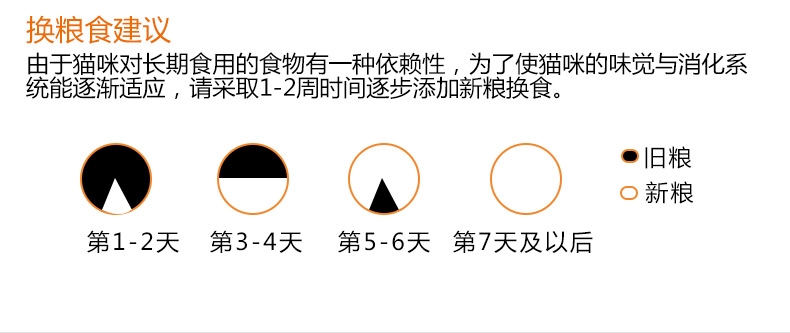 换粮食建议
由于猫咪对长期食用的食物有一种依赖性，为了使猫咪的味觉与消化系
统能逐渐适应，请采取1-2周时间逐步添加新粮换食。
旧粮
新粮
第1-2天 第3-4天 第5-6天 第7天及以后